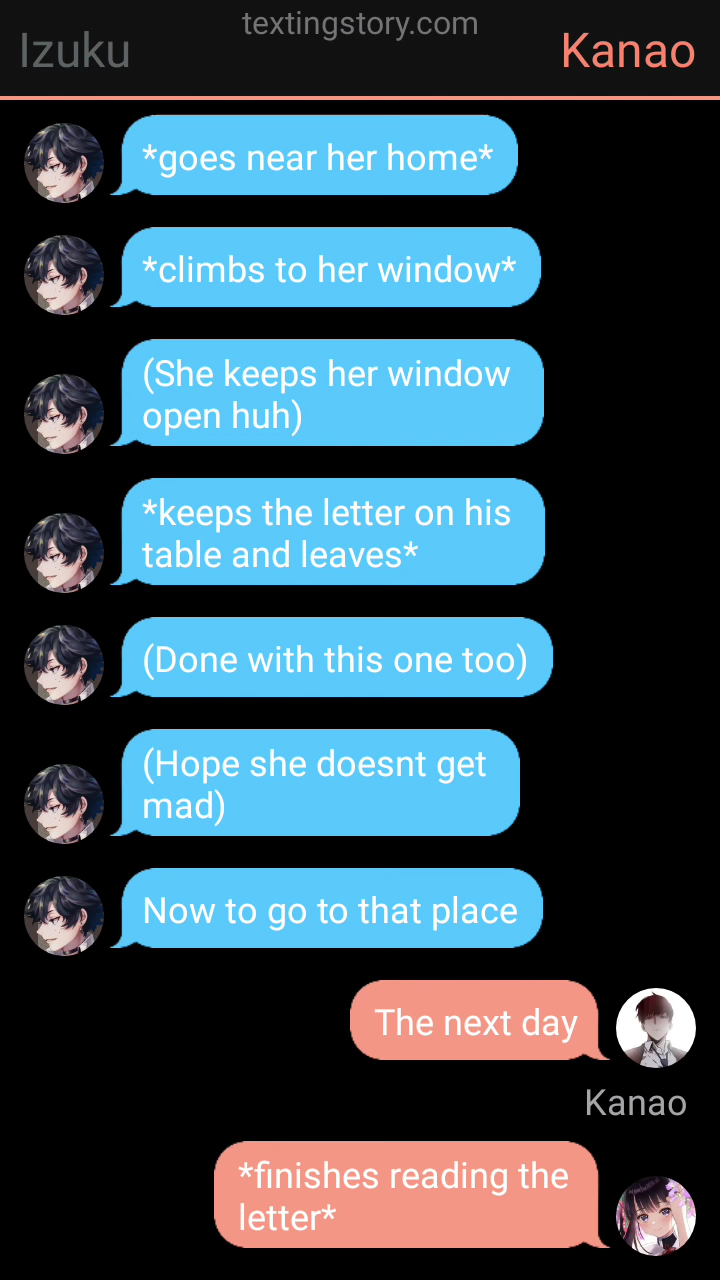 textingstory.com
Izuku
Kanao
*goes near her home*
*climbs to her window*
(She keeps her window
open huh)
*keeps the letter on his
table and leaves*
(Done with this one too)
(Hope she doesnt get
mad)
Now to go to that place
The next day
Kanao
*finishes reading the
letter*